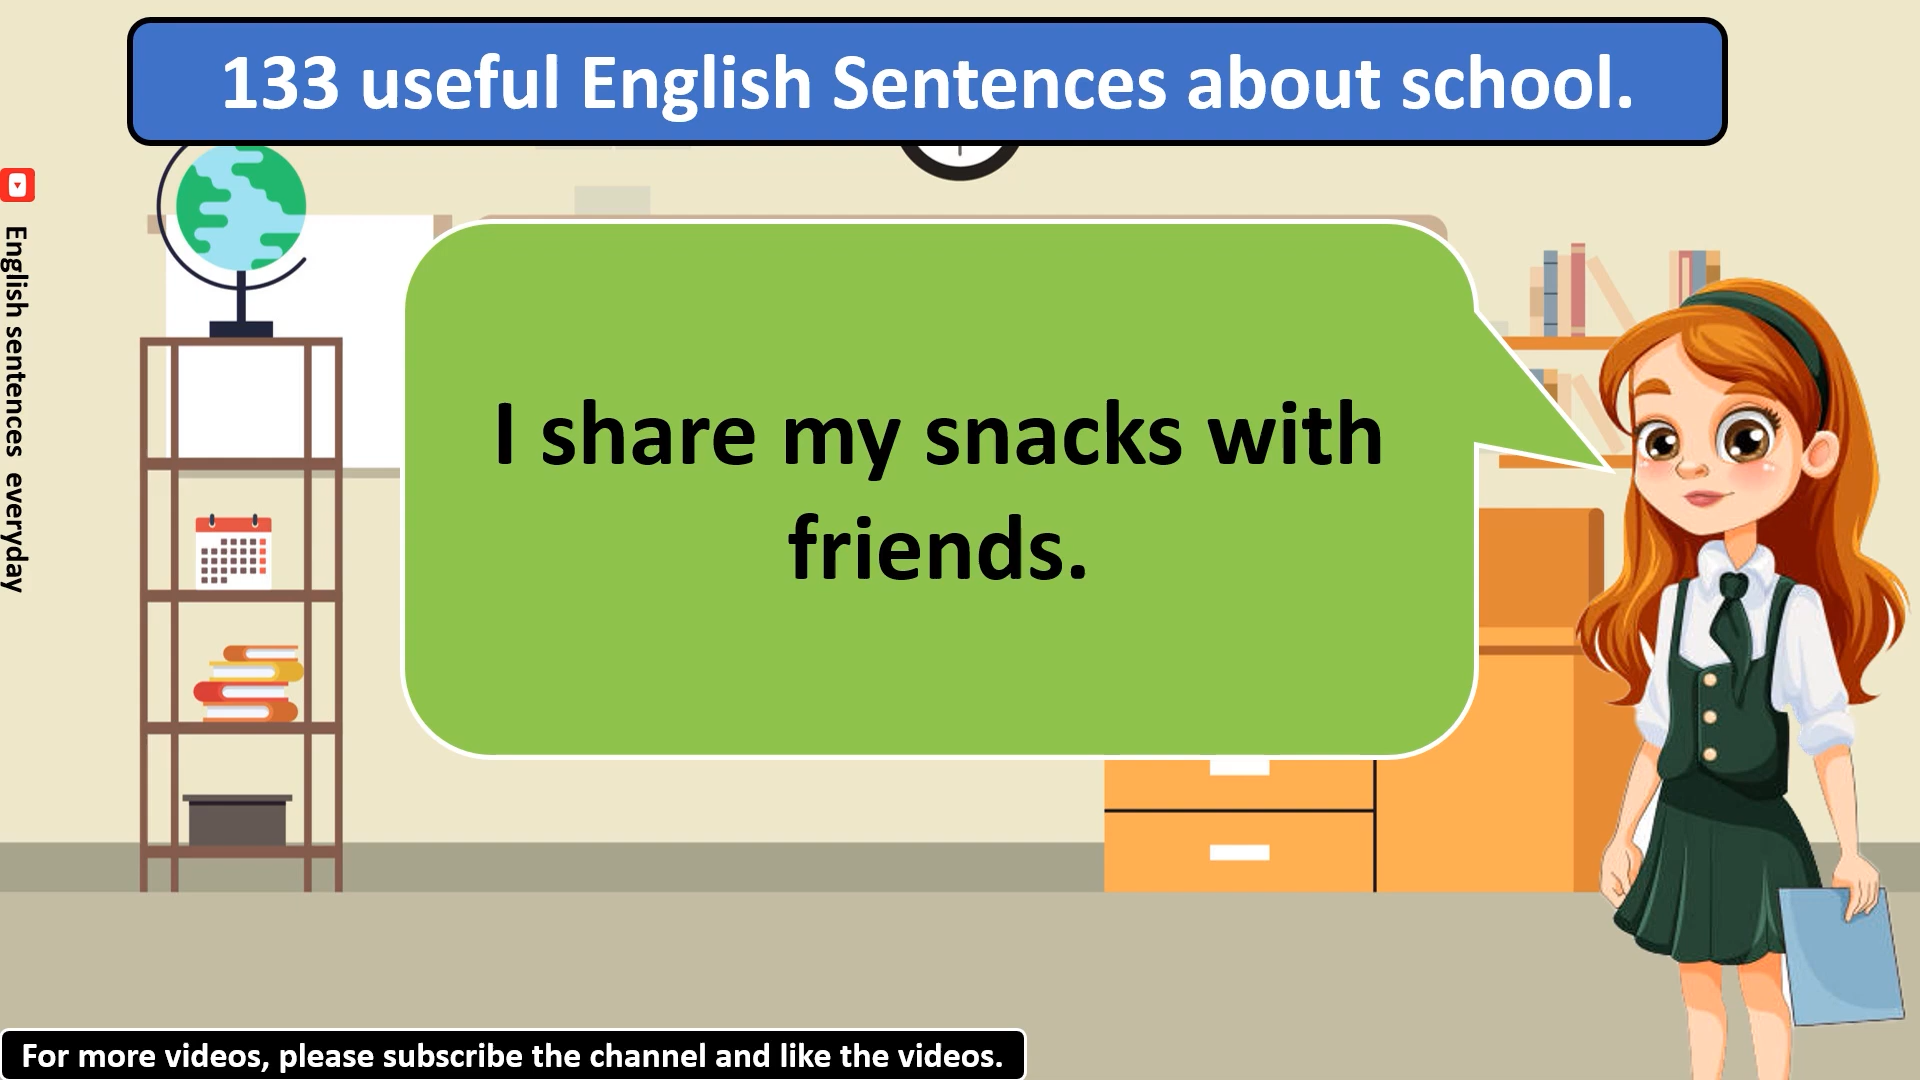 133 useful English Sentences about school.
English sentences everyday
I share my snacks with
friends.
For more videos, please subscribe the channel and like the videos.